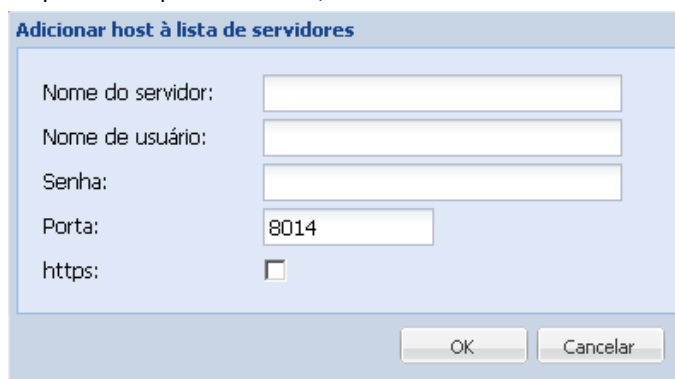 Adicionar host à lista de servidores
Nome do servidor:
Nome de usuário:
Senha:
Porta: 8014
https:
OK Cancelar